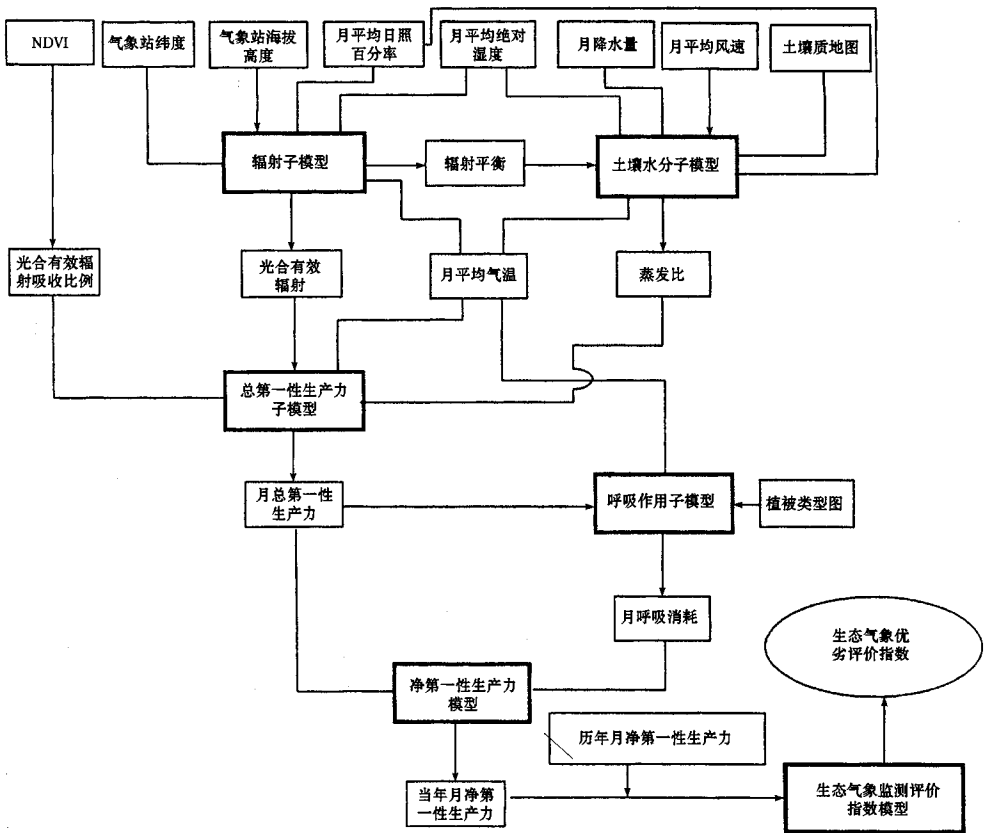 NDVI
气象站纬度
气象站海拔
高度
月平均日照
百分率
月平均绝对
湿度
月降水量
月平均风速
土壤质地图
辐射子模型
辐射平衡
土壤水分子模型
光合有效辐
射吸收比例
光合有效
辐射
月平均气温
蒸发比
总第一性生产力
子模型
月总第一性
生产力
呼吸作用子模型
植被类型图
月呼吸消耗
生态气象优
劣评价指数
净第一性生产力
模型
历年月净第一性生产力
当年月净第
一性生产力
生态气象监测评价
指数模型